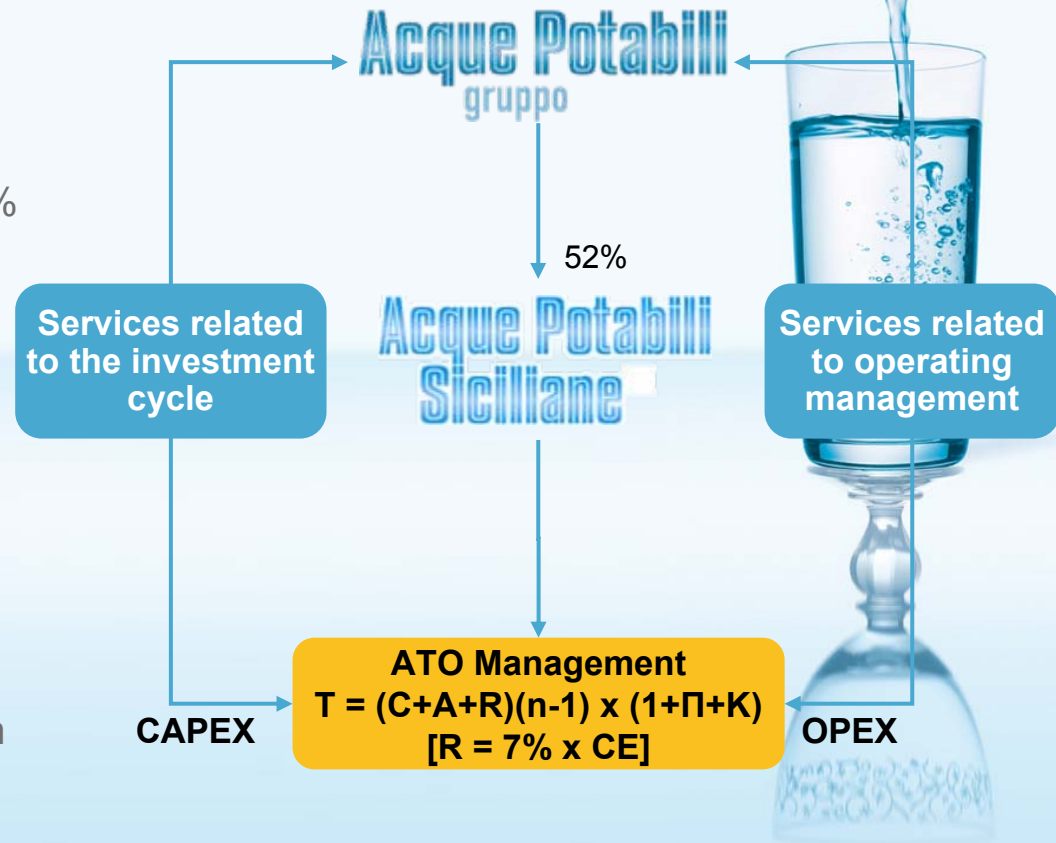 Acque Potabili
gruppo
%
52%
Services related
to the investment
cycle
Acque Potabili
Siciliane
Services related
to operating
management
ATO Management
T = (C+A+R)(n-1) x (1+Π+K)
[R = 7% x CE]
CAPEX
OPEX